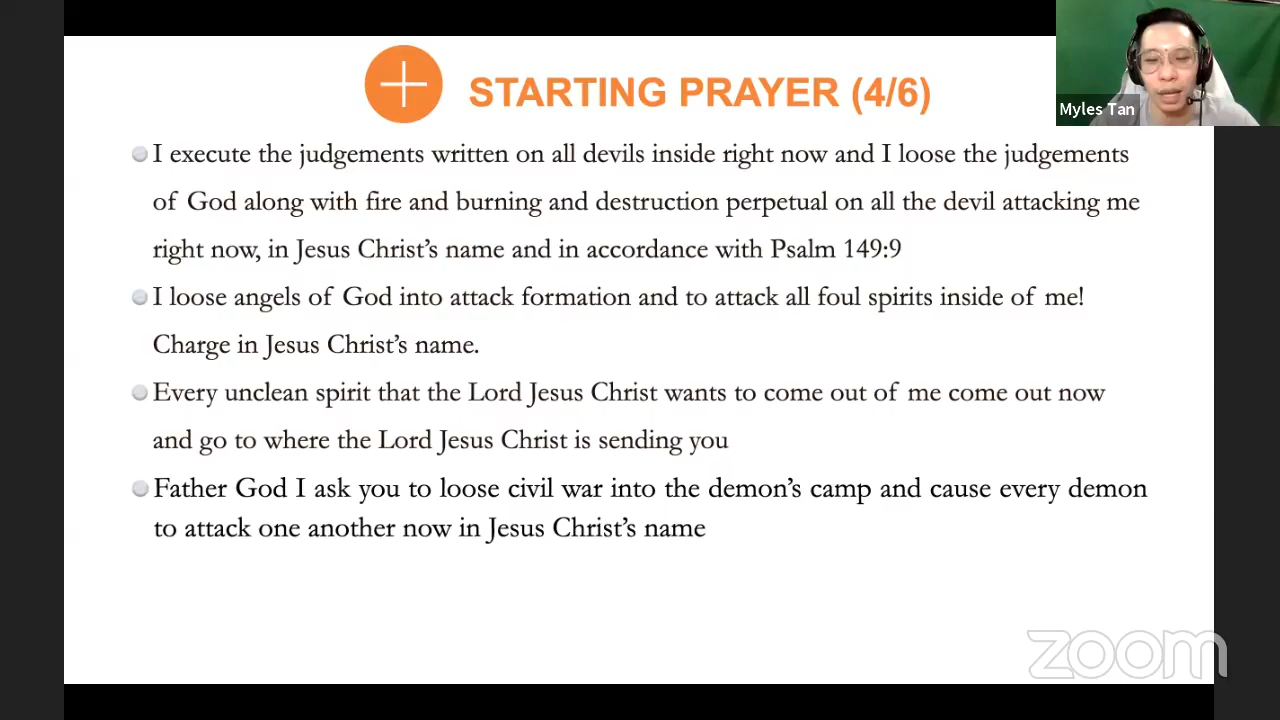 STARTING PRAYER (4/6)
Myles Tan
I execute the judgements written on all devils inside right now and I loose the judgements
of God along with fire and burning and destruction perpetual on all the devil attacking me
right now, in Jesus Christ’s name and in accordance with Psalm 149:9
I loose angels of God into attack formation and to attack all foul spirits inside of me!
Charge in Jesus Christ’s name.
Every unclean spirit that the Lord Jesus Christ wants to come out of me come out now
and go to where the Lord Jesus Christ is sending you
Father God I ask you to loose civil war into the demon’s camp and cause every demon
to attack one another now in Jesus Christ’s name
zoom